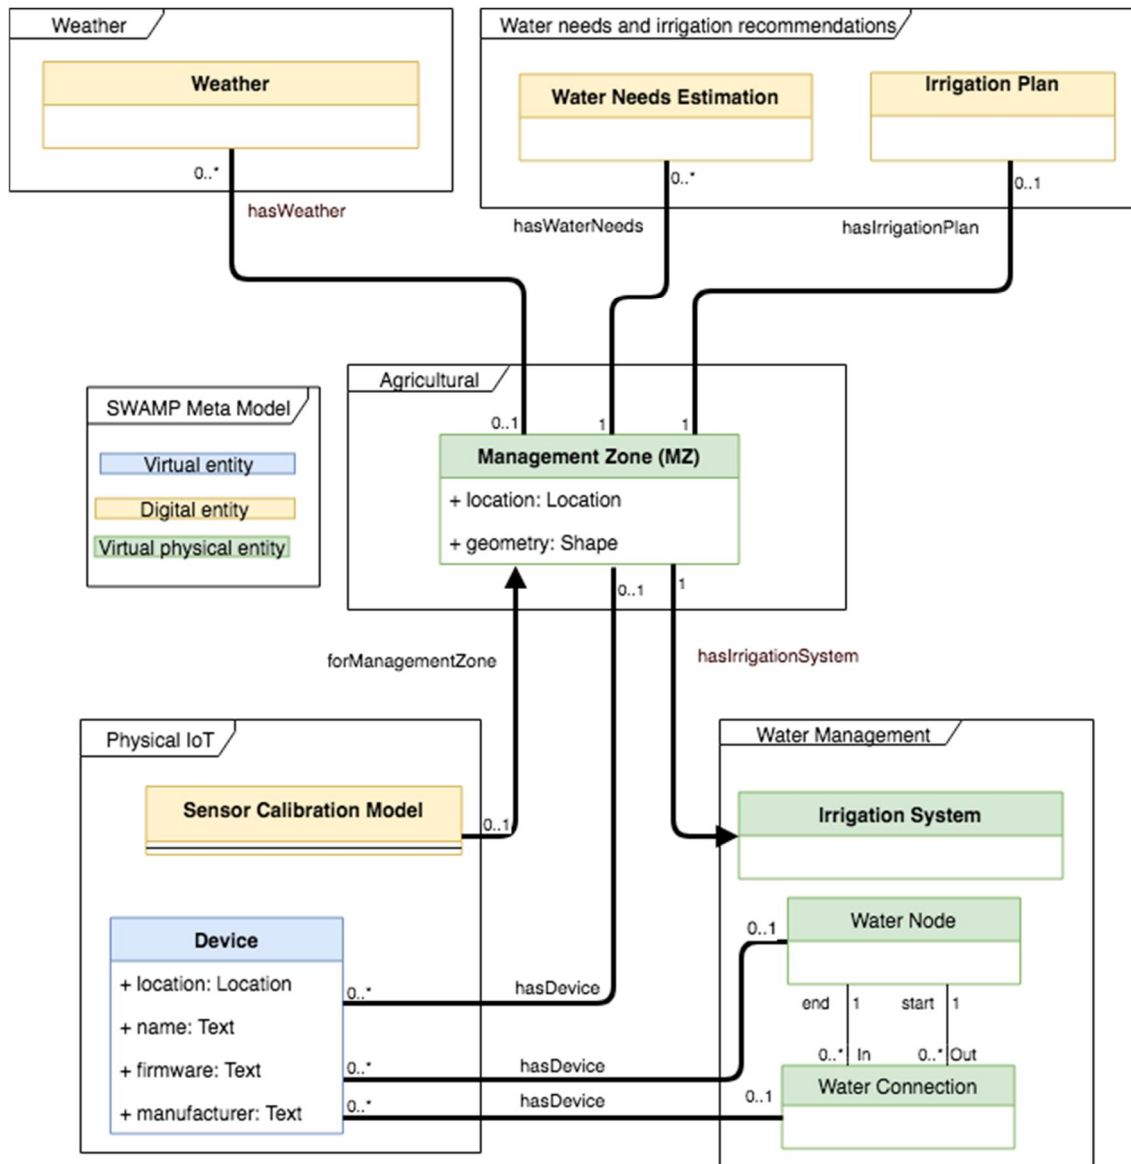 Weather
Water needs and irrigation recommendations
Weather
Water Needs Estimation
Irrigation Plan
0..*
0..*
0..1
hasWeather
hasWaterNeeds
hasIrrigationPlan
Agricultural
SWAMP Meta Model
Virtual entity
Digital entity
Virtual physical entity
0..1
1
1
Management Zone (MZ)
+ location: Location
+ geometry: Shape
0..1
1
forManagementZone
hasIrrigationSystem
Physical IoT
Water Management
Sensor Calibration Model
0..1
Irrigation System
Device
+ location: Location
+ name: Text
+ firmware: Text
+ manufacturer: Text
0..*
hasDevice
0..*
hasDevice
0..1
0..*
hasDevice
0..1
Water Node
end
1
start
1
0..*
In
0..*
Out
Water Connection